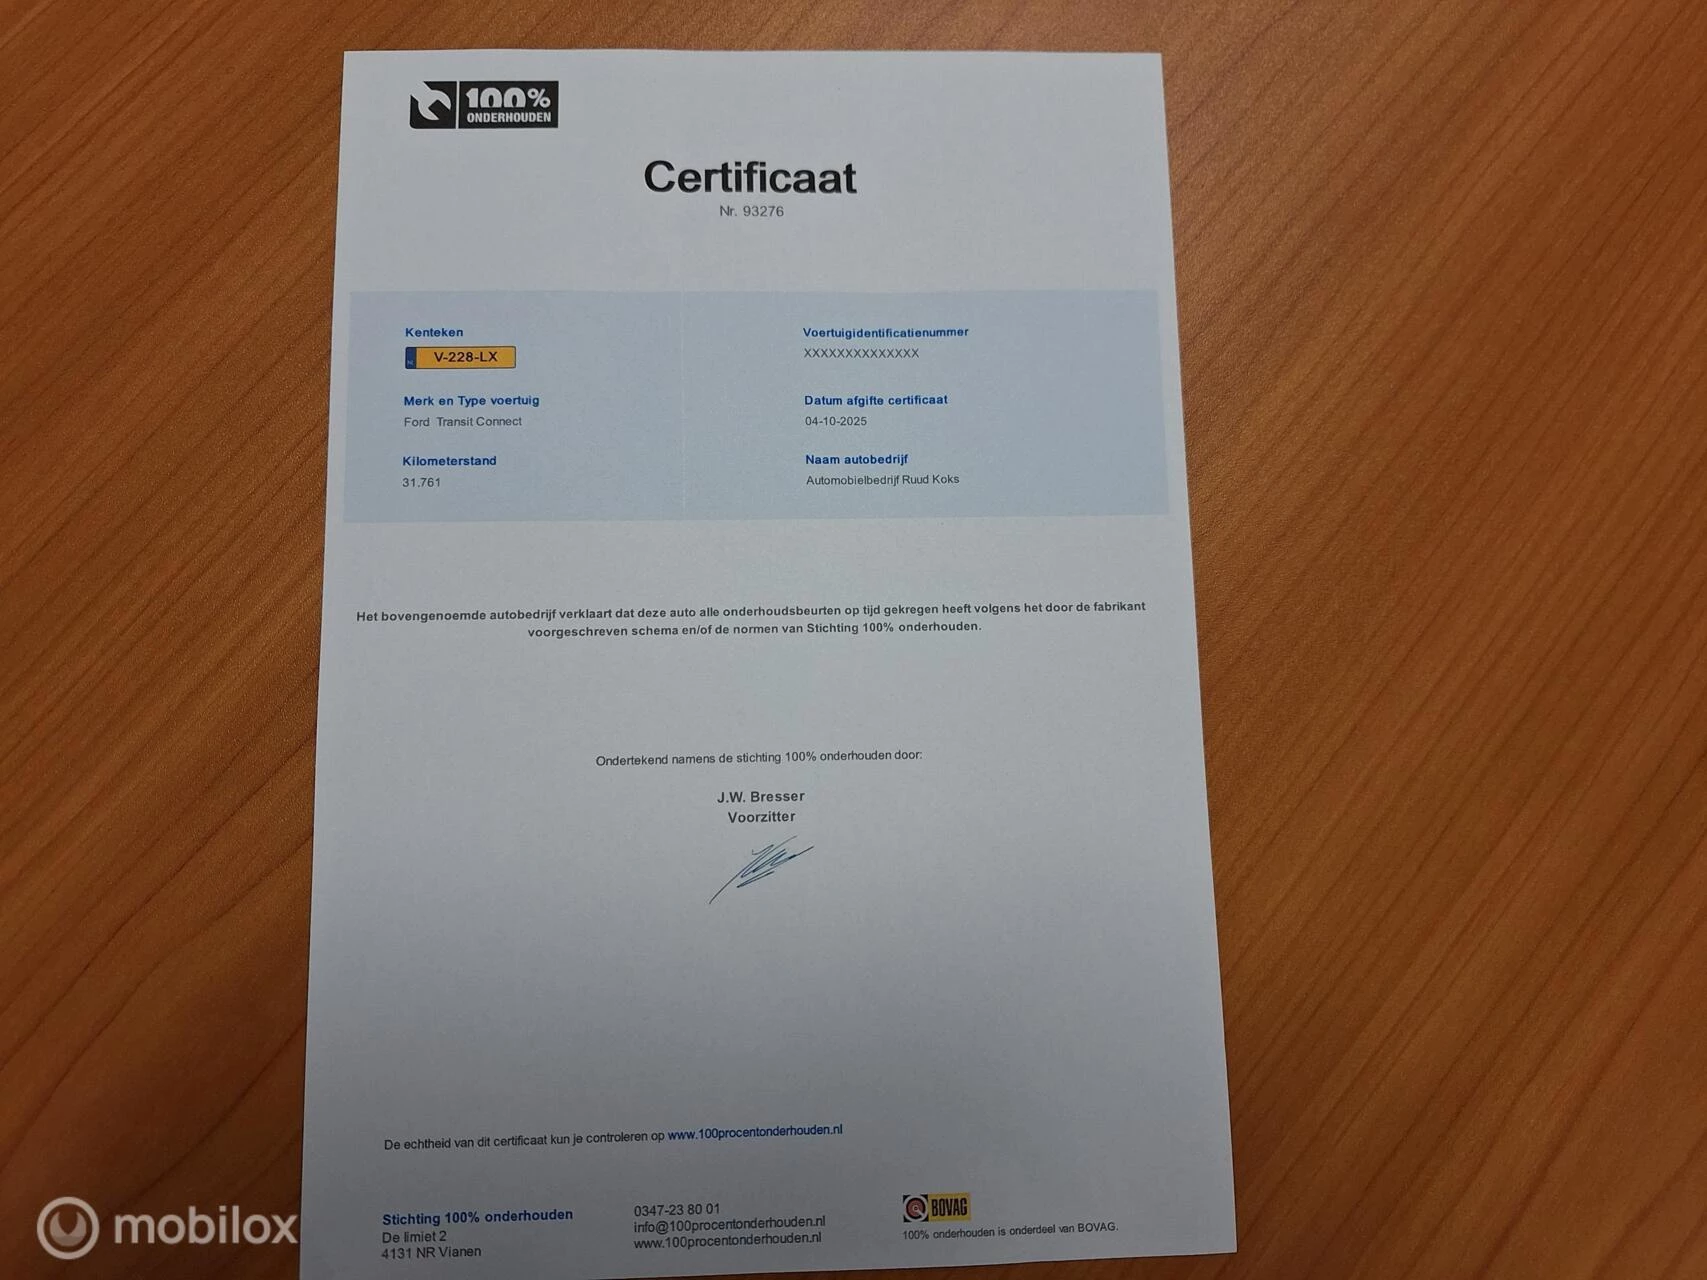 100%
ONDERHOUDEN
Certificaat
Nr. 93276
Kenteken
NL V-228-LX
Merk en Type voertuig
Ford Transit Connect
Kilometerstand
31.761
Voertuigidentificatienummer
XXXXXXXXXXXXXX
Datum afgifte certificaat
04-10-2025
Naam autobedrijf
Automobielbedrijf Ruud Koks
Het bovengenoemde autobedrijf verklaart dat deze auto alle onderhoudsbeurten op tijd gekregen heeft volgens het door de fabrikant
voorgeschreven schema en/of de normen van Stichting 100% onderhouden.
Ondertekend namens de stichting 100% onderhouden door:
J.W. Bresser
Voorzitter
De echtheid van dit certificaat kun je controleren op www.100procentonderhouden.nl
Stichting 100% onderhouden
De limiet 2
4131 NR Vianen
0347-23 80 01
info@100procentonderhouden.nl
www.100procentonderhouden.nl
BOVAG
100% onderhouden is onderdeel van BOVAG.
mobilox